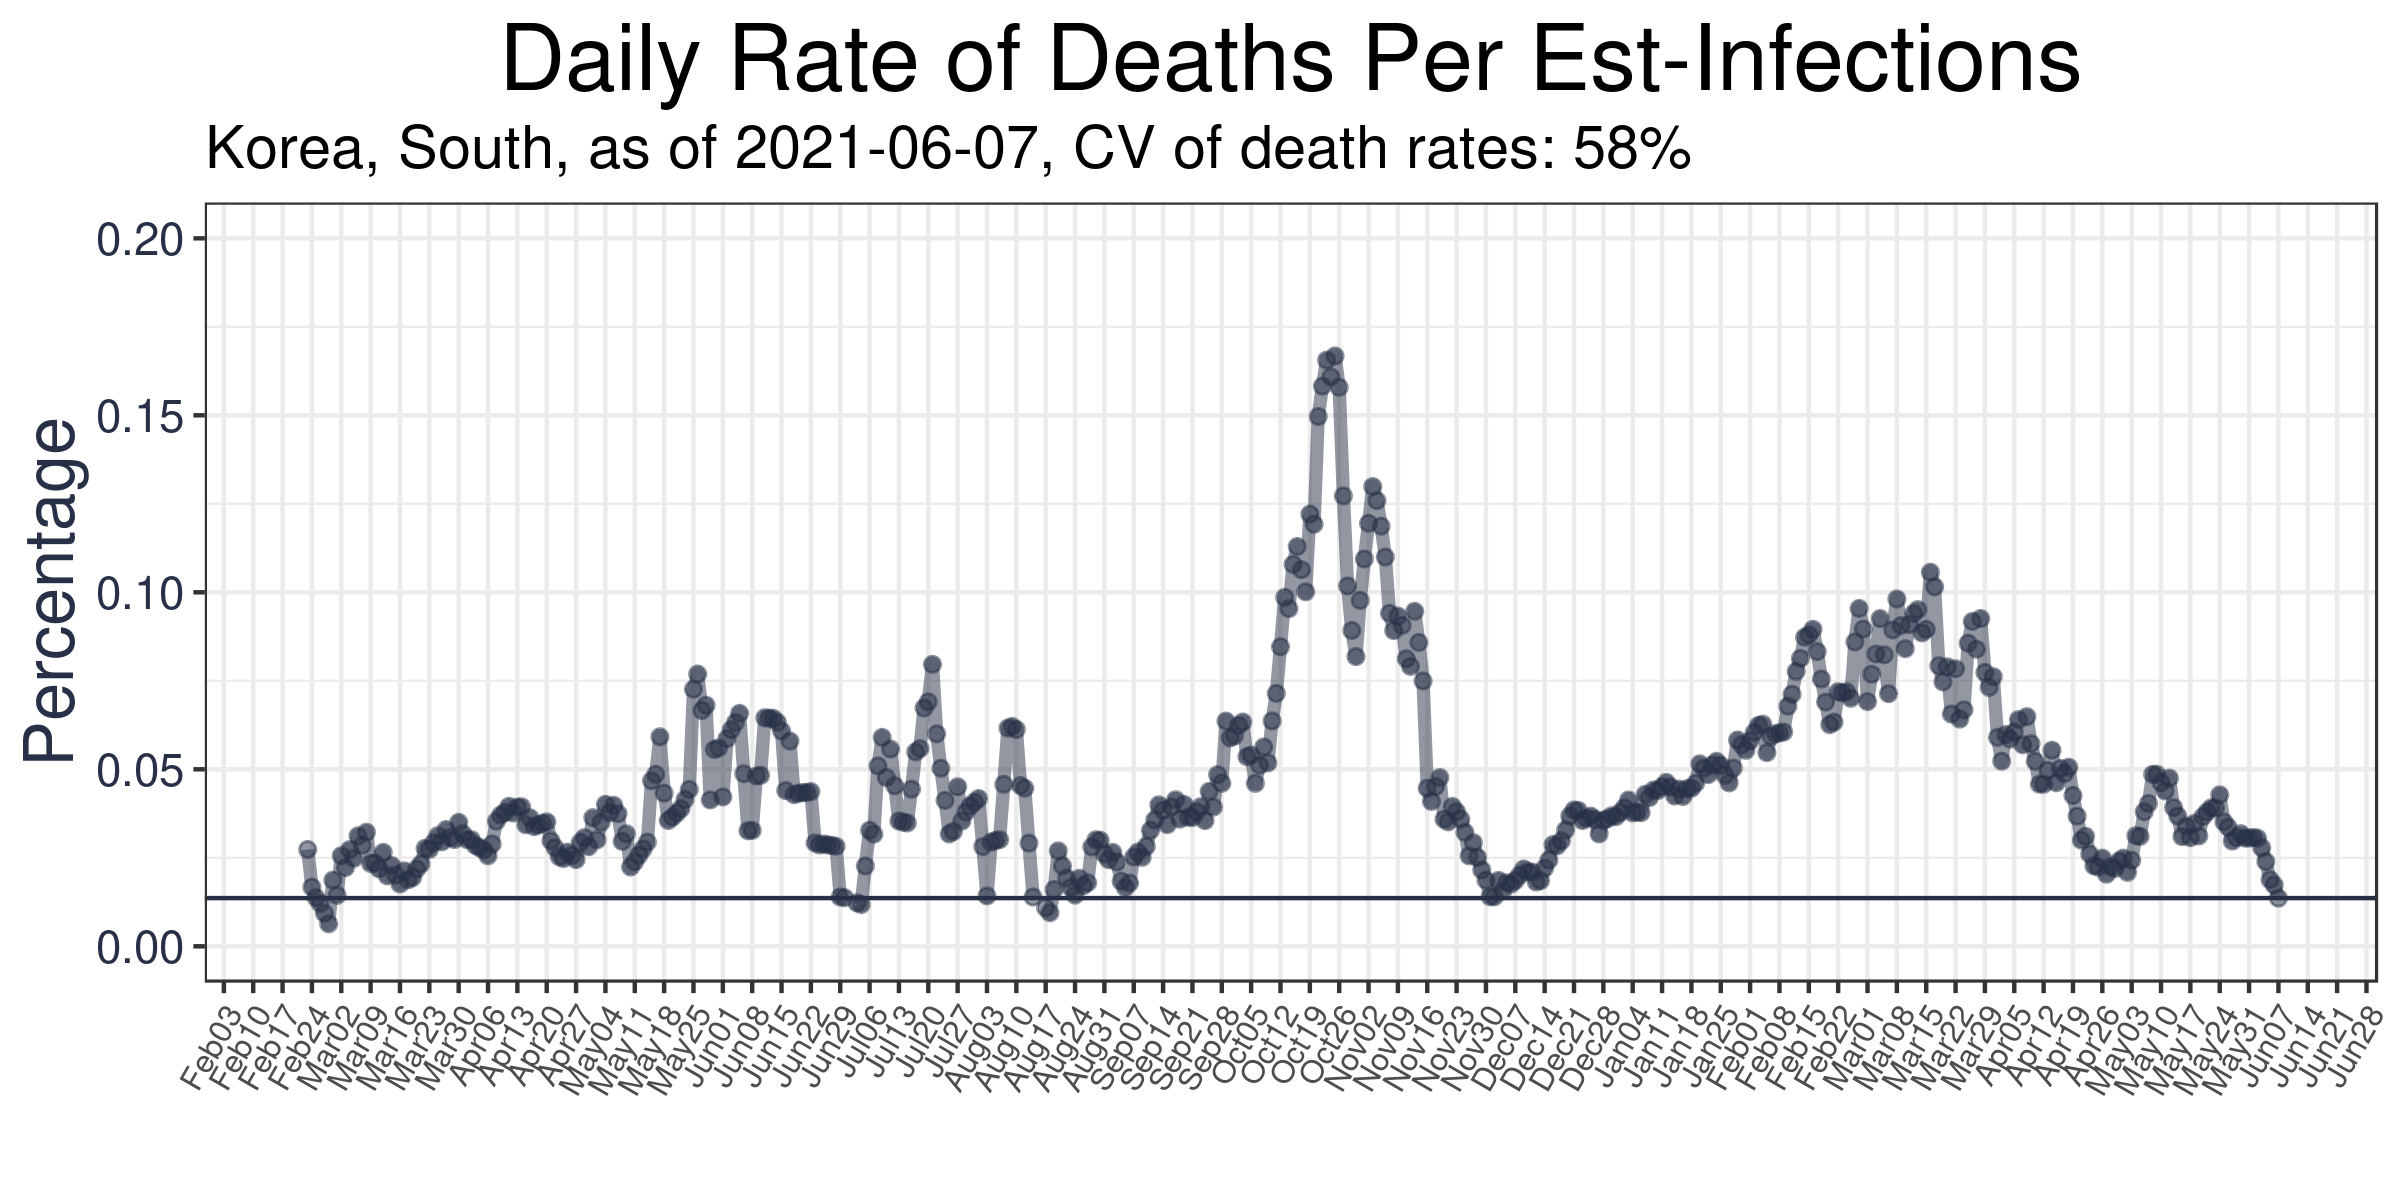 Daily Rate of Deaths Per Est-Infections
Korea, South, as of 2021-06-07, CV of death rates: 58%
Percentage
0.20
0.15
0.10
0.05
0.00
Feb03
Feb10
Feb17
Feb24
Mar02
Mar09
Mar16
Mar23
Mar30
Apr06
Apr13
Apr20
Apr27
May04
May11
May18
May25
Jun01
Jun08
Jun15
Jun22
Jun29
Jul06
Jul13
Jul20
Jul27
Aug03
Aug10
Aug17
Aug24
Aug31
Sep07
Sep14
Sep21
Sep28
Oct05
Oct12
Oct19
Oct26
Nov02
Nov09
Nov16
Nov23
Nov30
Dec07
Dec14
Dec21
Dec28
Jan04
Jan11
Jan18
Jan25
Feb01
Feb08
Feb15
Feb22
Mar01
Mar08
Mar15
Mar22
Mar29
Apr05
Apr12
Apr19
Apr26
May03
May10
May17
May24
May31
Jun07
Jun14
Jun21
Jun28